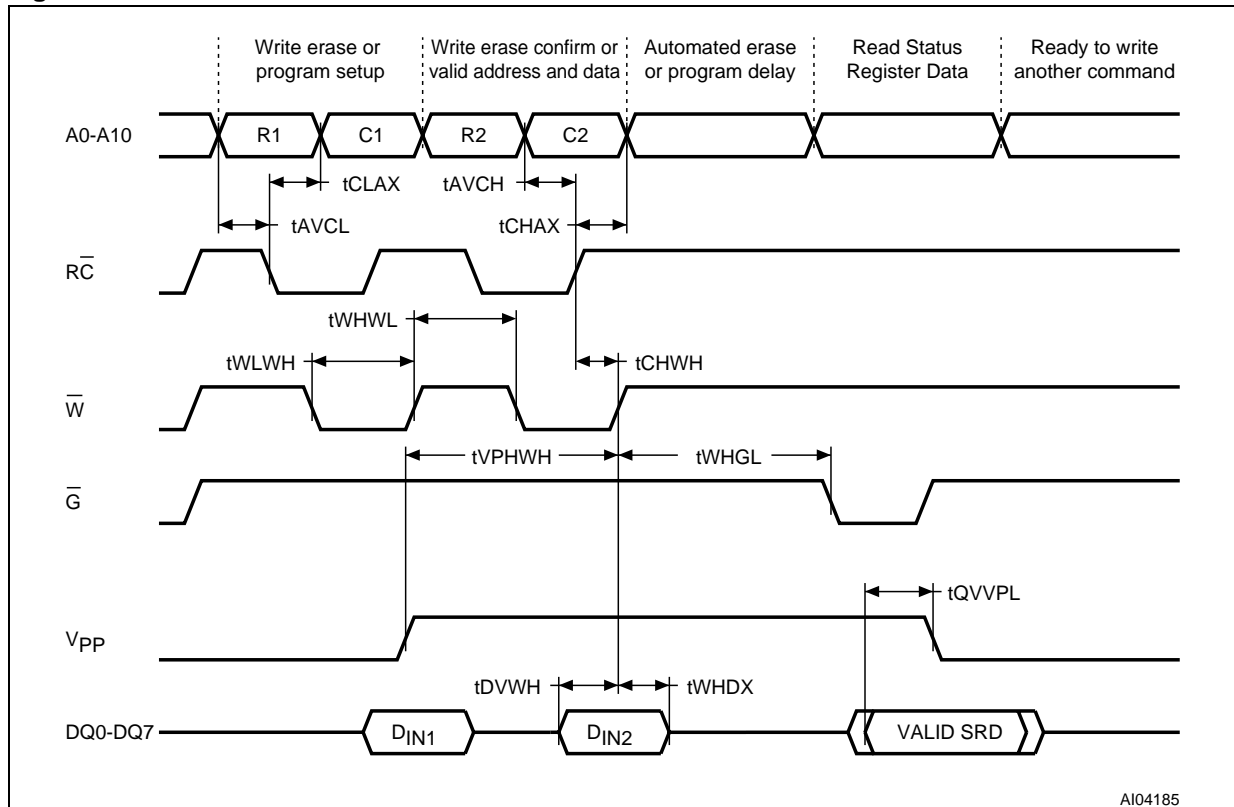 Write erase or program setup
Write erase confirm or valid address and data
Automated erase or program delay
Read Status Register Data
Ready to write another command
A0-A10
R1
C1
R2
C2
tCLAX
tAVCH
tAVCL
tCHAX
RC̅
tWHWL
tWLWH
tCHWH
W̅
tVPHWH
tWHGL
G̅
tQVVPL
VPP
tDVWH
tWHDX
DQ0-DQ7
DIN1
DIN2
VALID SRD
AI04185